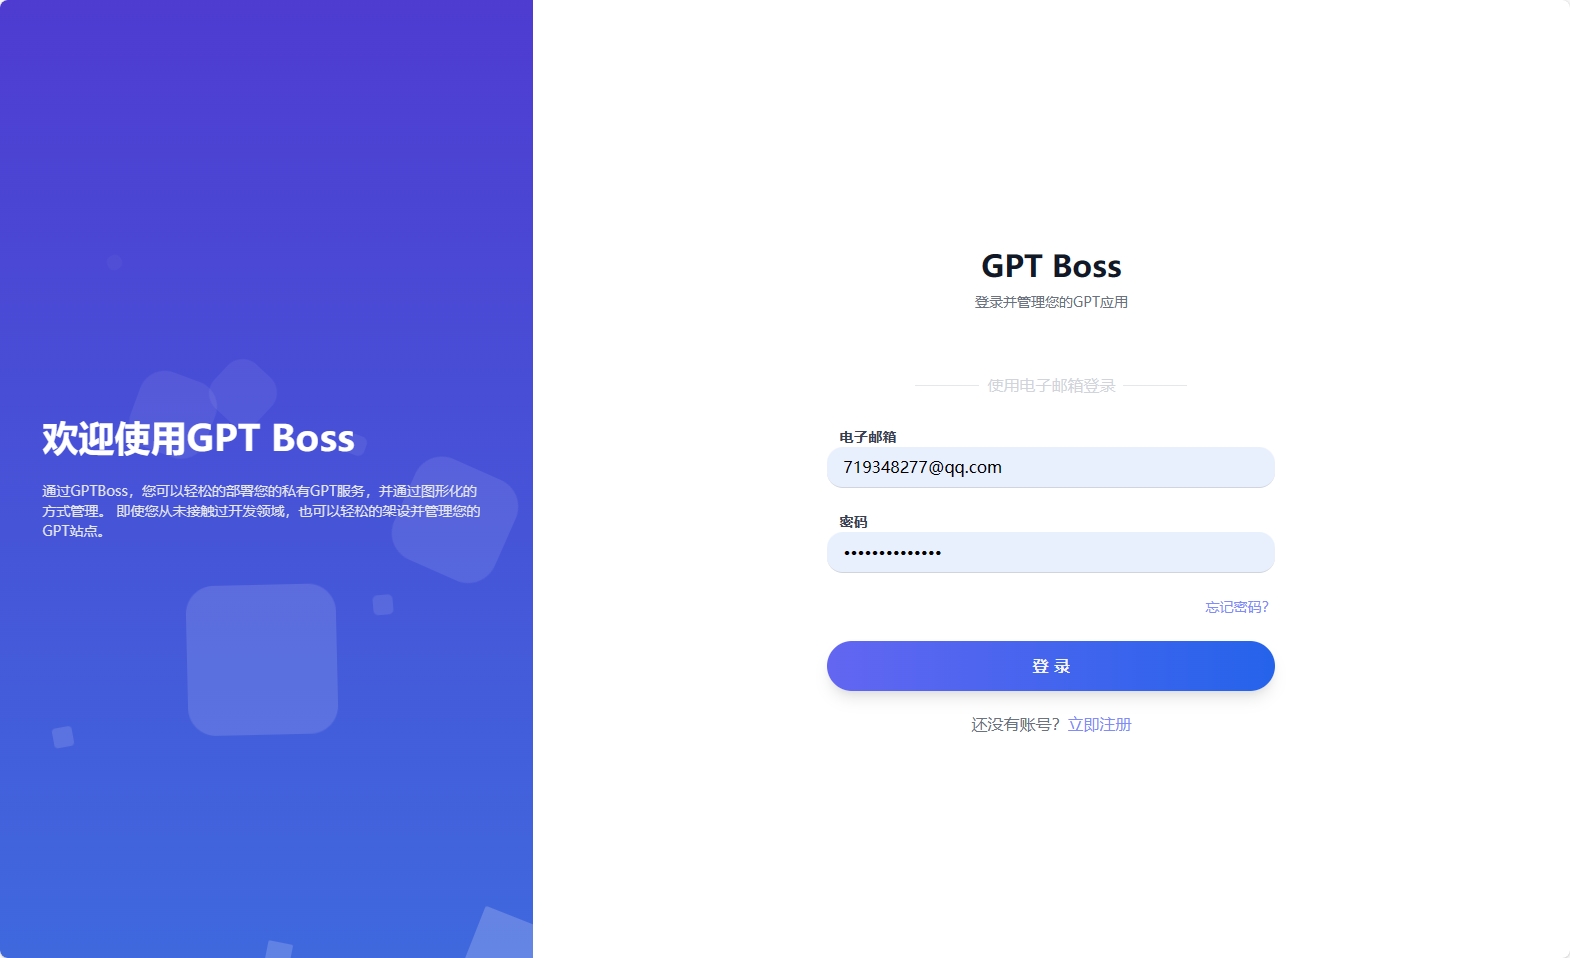 欢迎使用GPT Boss
通过GPTBoss，您可以轻松的部署您的私有GPT服务，并通过图形化的
方式管理。 即使您从未接触过开发领域，也可以轻松的架设并管理您的
GPT站点。
GPT Boss
登录并管理您的GPT应用
使用电子邮箱登录
电子邮箱
719348277@qq.com
密码
••••••••••••••
忘记密码?
登 录
还没有账号？立即注册